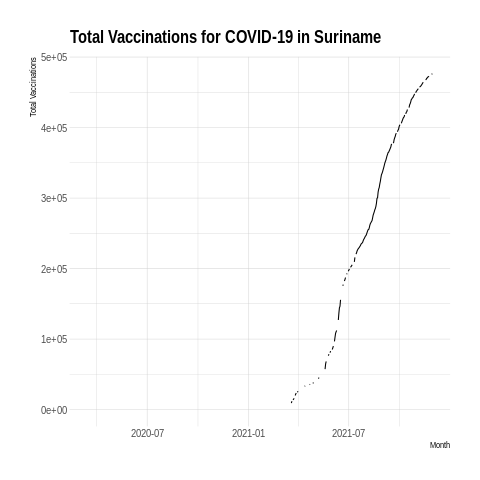 Total Vaccinations for COVID-19 in Suriname
Total Vaccinations
5e+05
4e+05
3e+05
2e+05
1e+05
0e+00
2020-07
2021-01
2021-07
Month